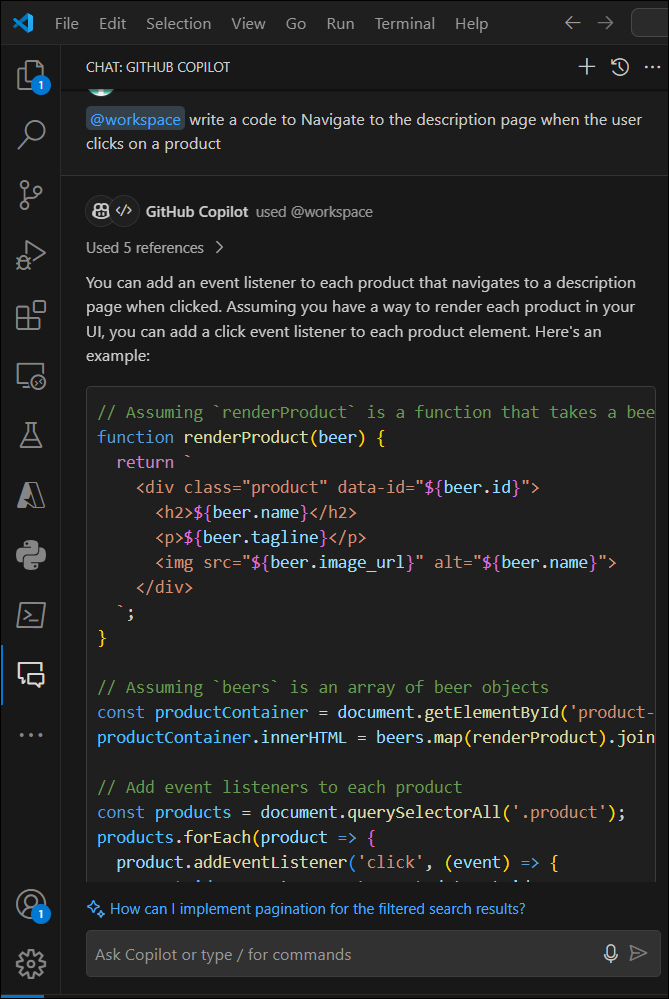 File Edit Selection View Go Run Terminal Help
CHAT: GITHUB COPILOT
1
@workspace write a code to Navigate to the description page when the user
clicks on a product
GitHub Copilot used @workspace
Used 5 references
You can add an event listener to each product that navigates to a description
page when clicked. Assuming you have a way to render each product in your
UI, you can add a click event listener to each product element. Here's an
example:
// Assuming `renderProduct` is a function that takes a bee
function renderProduct(beer) {
return `
<div class="product" data-id="${beer.id}">
<h2>${beer.name}</h2>
<p>${beer.tagline}</p>
<img src="${beer.image_url}" alt="${beer.name}">
</div>
`;
}
// Assuming `beers` is an array of beer objects
const productContainer = document.getElementById('product-
productContainer.innerHTML = beers.map(renderProduct).join
// Add event listeners to each product
const products = document.querySelectorAll('.product');
products.forEach(product => {
product.addEventListener('click', (event) => {
1
How can I implement pagination for the filtered search results?
Ask Copilot or type / for commands